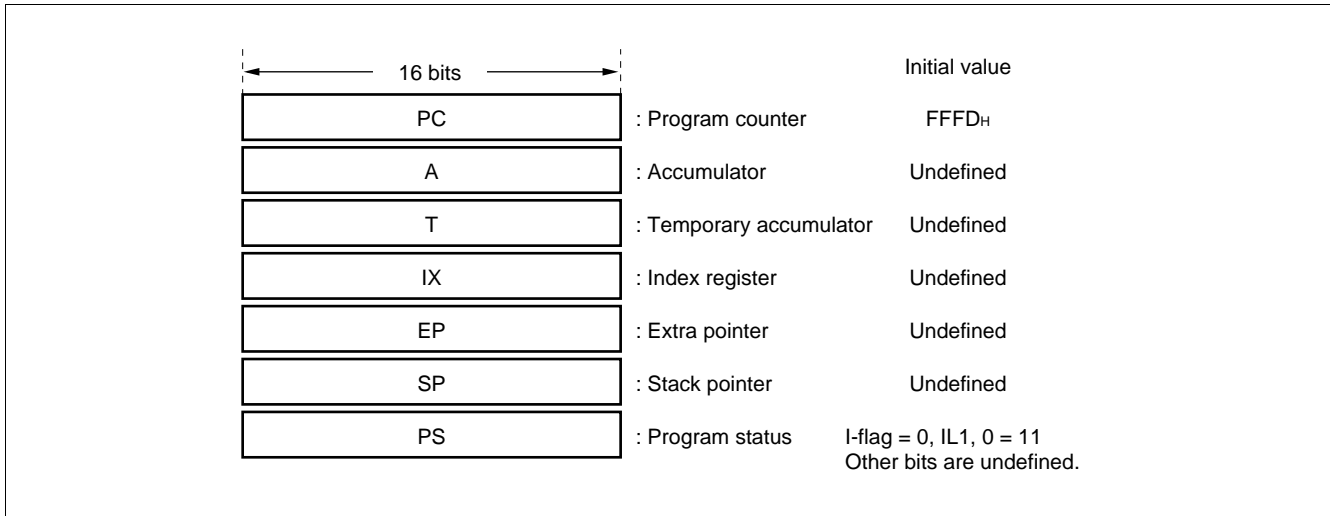 16 bits Initial value
PC : Program counter FFFDH
A : Accumulator Undefined
T : Temporary accumulator Undefined
IX : Index register Undefined
EP : Extra pointer Undefined
SP : Stack pointer Undefined
PS : Program status I-flag = 0, IL1, 0 = 11
Other bits are undefined.